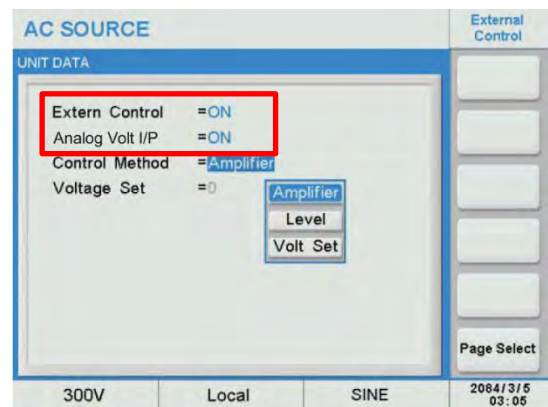 AC SOURCE
External
Control
UNIT DATA
Extern Control =ON
Analog Volt I/P =ON
Control Method =Amplifier
Voltage Set =0
Amplifier
Level
Volt Set
Page Select
300V Local SINE 2084/3/5
03:05